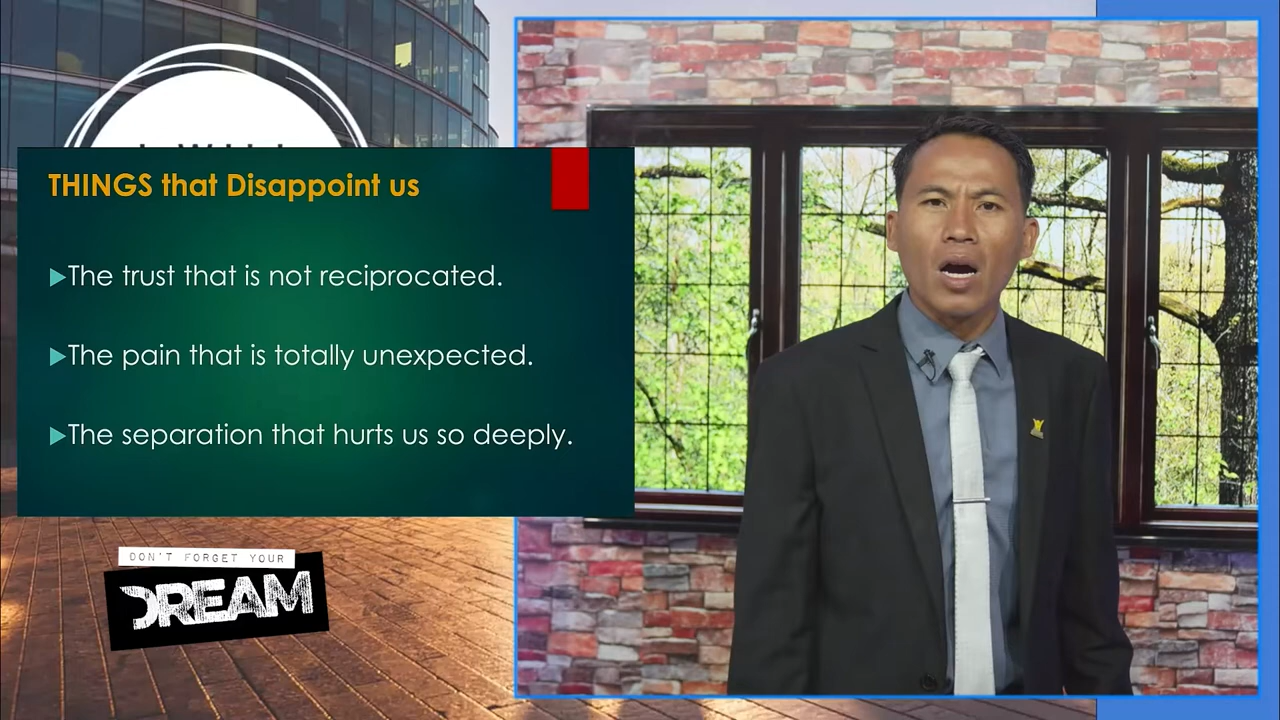 THINGS that Disappoint us
▶The trust that is not reciprocated.
▶The pain that is totally unexpected.
▶The separation that hurts us so deeply.
DON'T FORGET YOUR
DREAM